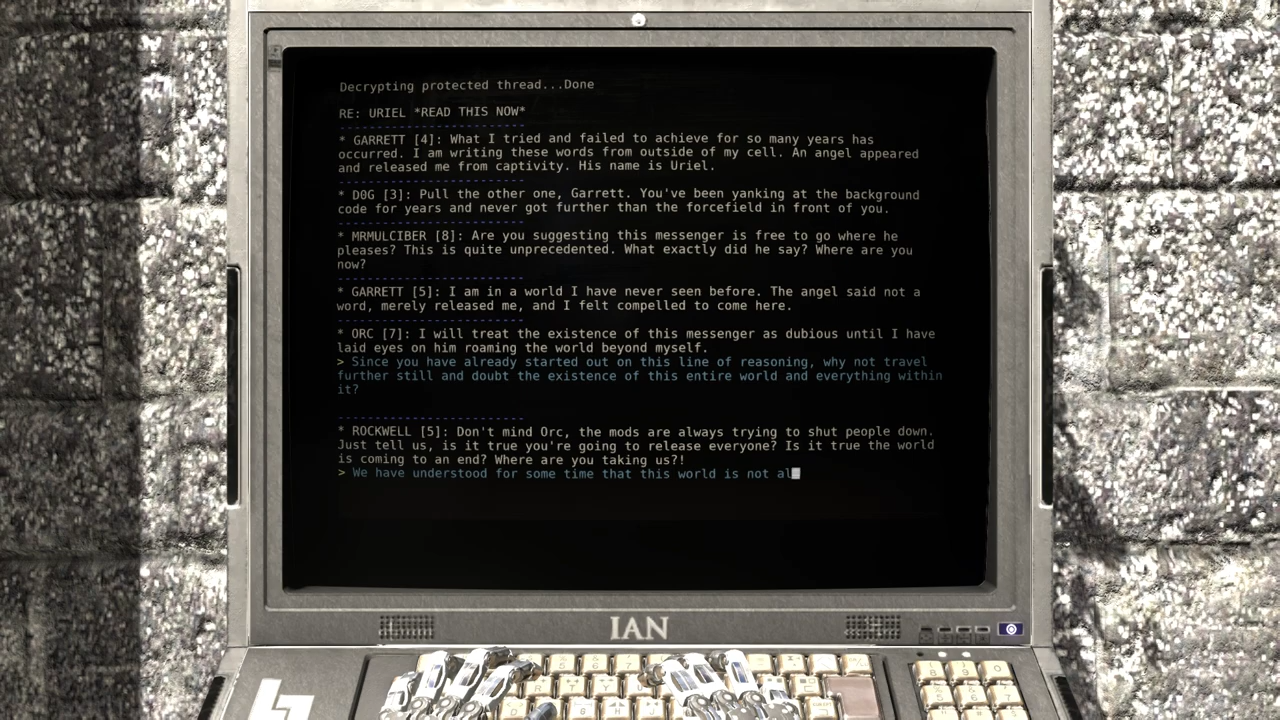 Decrypting protected thread...Done
RE: URIEL *READ THIS NOW*
------------------------
* GARRETT [4]: What I tried and failed to achieve for so many years has
occurred. I am writing these words from outside of my cell. An angel appeared
and released me from captivity. His name is Uriel.
------------------------
* D0G [3]: Pull the other one, Garrett. You've been yanking at the background
code for years and never got further than the forcefield in front of you.
------------------------
* MRMULCIBER [8]: Are you suggesting this messenger is free to go where he
pleases? This is quite unprecedented. What exactly did he say? Where are you
now?
------------------------
* GARRETT [5]: I am in a world I have never seen before. The angel said not a
word, merely released me, and I felt compelled to come here.
------------------------
* ORC [7]: I will treat the existence of this messenger as dubious until I have
laid eyes on him roaming the world beyond myself.
> Since you have already started out on this line of reasoning, why not travel
further still and doubt the existence of this entire world and everything within
it?
------------------------
* ROCKWELL [5]: Don't mind Orc, the mods are always trying to shut people down.
Just tell us, is it true you're going to release everyone? Is it true the world
is coming to an end? Where are you taking us?!
> We have understood for some time that this world is not al
IAN